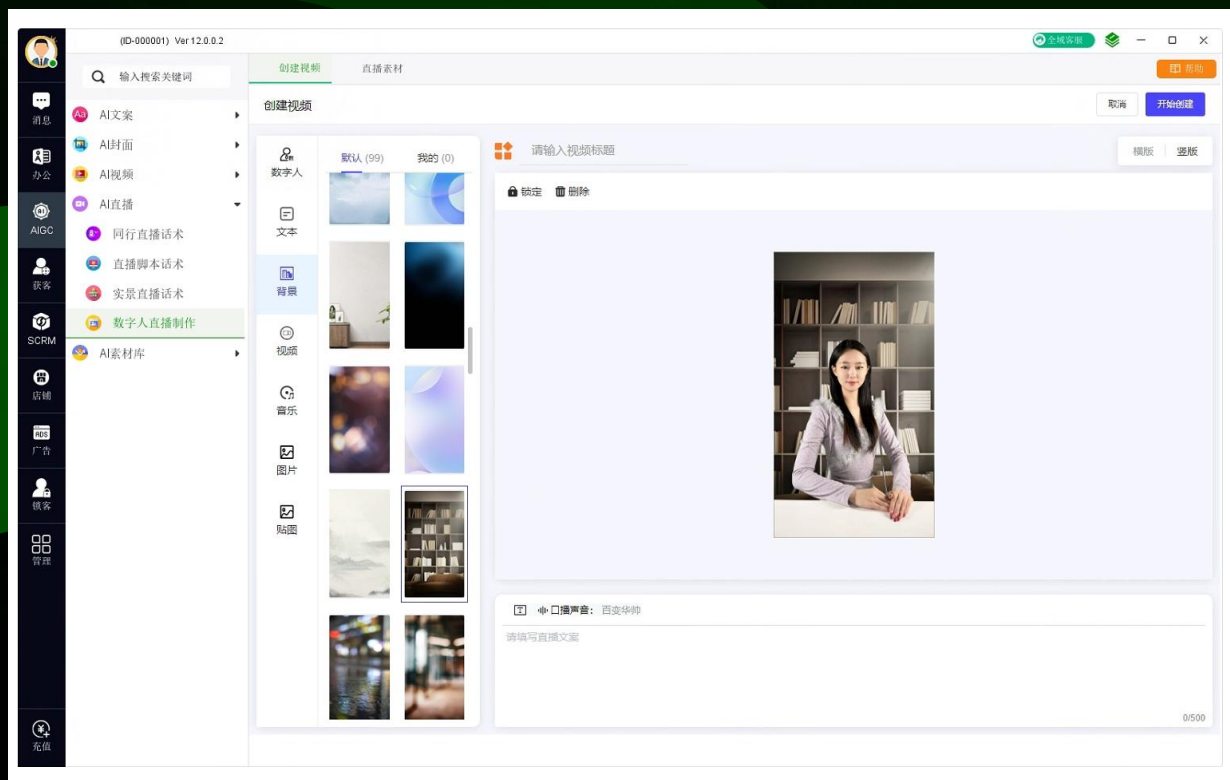 (ID-000001) Ver 12.0.0.2
全域客服
消息
办公
AIGC
获客
SCRM
店铺
ADS
广告
锁客
管理
充值
输入搜索关键词
Aa AI文案
AI封面
AI视频
AI直播
同行直播话术
直播脚本话术
实景直播话术
数字人直播制作
AI素材库
创建视频 直播素材
帮助
创建视频
取消 开始创建
数字人
文本
背景
视频
音乐
图片
贴图
默认 (99) 我的 (0)
请输入视频标题
横版 竖版
锁定 删除
口播声音: 百变华帅
请填写直播文案
0/500